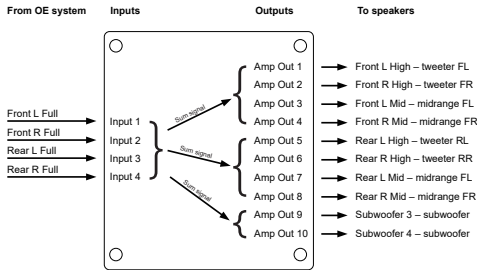 From OE system Inputs Outputs To speakers
Amp Out 1 Front L High – tweeter FL
Amp Out 2 Front R High – tweeter FR
Amp Out 3 Front L Mid – midrange FL
Amp Out 4 Front R Mid – midrange FR
Sum signal
Front L Full Input 1
Front R Full Input 2
Rear L Full Input 3
Rear R Full Input 4
Sum signal
Amp Out 5 Rear L High – tweeter RL
Amp Out 6 Rear R High – tweeter RR
Amp Out 7 Rear L Mid – midrange FL
Amp Out 8 Rear R Mid – midrange FR
Sum signal
Amp Out 9 Subwoofer 3 – subwoofer
Amp Out 10 Subwoofer 4 – subwoofer